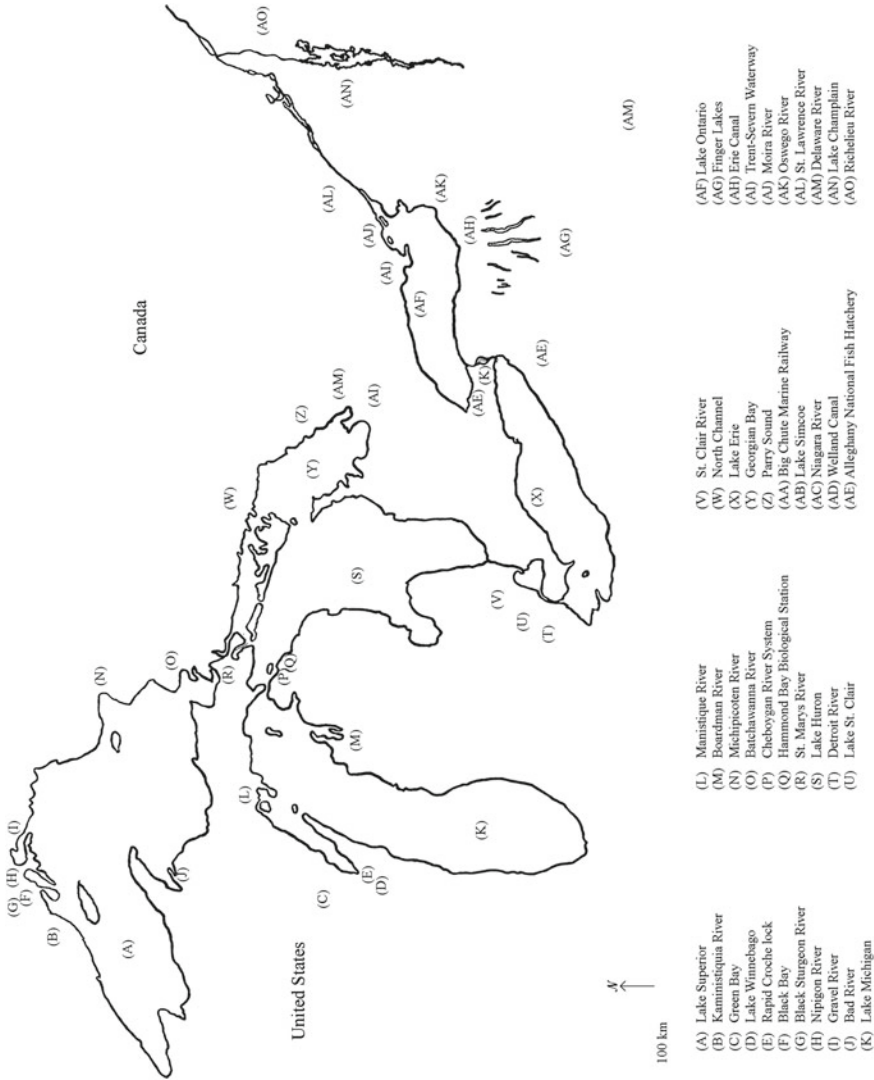 (G)
(H)
(I)
(F)
(B)
(A)
(J)
(N)
(O)
(R)
(W)
(Z)
(AM)
(AI)
(Y)
Canada
(AO)
(AN)
(AL)
(AJ)
(AI)
(AK)
(AF)
(AH)
(AG)
(AM)
(AE)
(K)
(AE)
(X)
(S)
(V)
(U)
(T)
(P)
(Q)
(M)
(L)
(C)
(E)
(D)
(K)
United States
N
100 km
(A) Lake Superior
(B) Kaministiquia River
(C) Green Bay
(D) Lake Winnebago
(E) Rapid Croche lock
(F) Black Bay
(G) Black Sturgeon River
(H) Nipigon River
(I) Gravel River
(J) Bad River
(K) Lake Michigan
(L) Manistique River
(M) Boardman River
(N) Michipicoten River
(O) Batchawanna River
(P) Cheboygan River System
(Q) Hammond Bay Biological Station
(R) St. Marys River
(S) Lake Huron
(T) Detroit River
(U) Lake St. Clair
(V) St. Clair River
(W) North Channel
(X) Lake Erie
(Y) Georgian Bay
(Z) Parry Sound
(AA) Big Chute Marine Railway
(AB) Lake Simcoe
(AC) Niagara River
(AD) Welland Canal
(AE) Alleghany National Fish Hatchery
(AF) Lake Ontario
(AG) Finger Lakes
(AH) Erie Canal
(AI) Trent-Severn Waterway
(AJ) Moira River
(AK) Oswego River
(AL) St. Lawrence River
(AM) Delaware River
(AN) Lake Champlain
(AO) Richelieu River